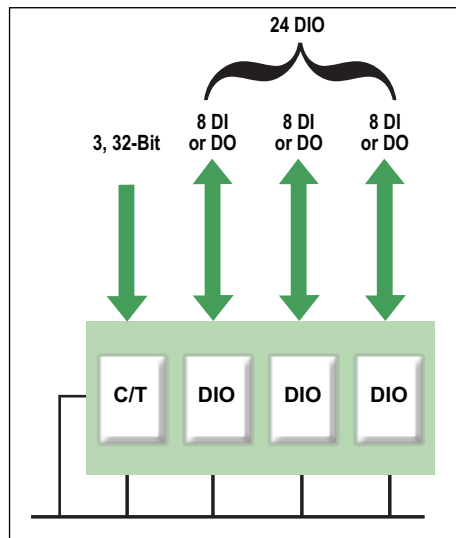 24 DIO
3, 32-Bit
8 DI
or DO
8 DI
or DO
8 DI
or DO
C/T
DIO
DIO
DIO